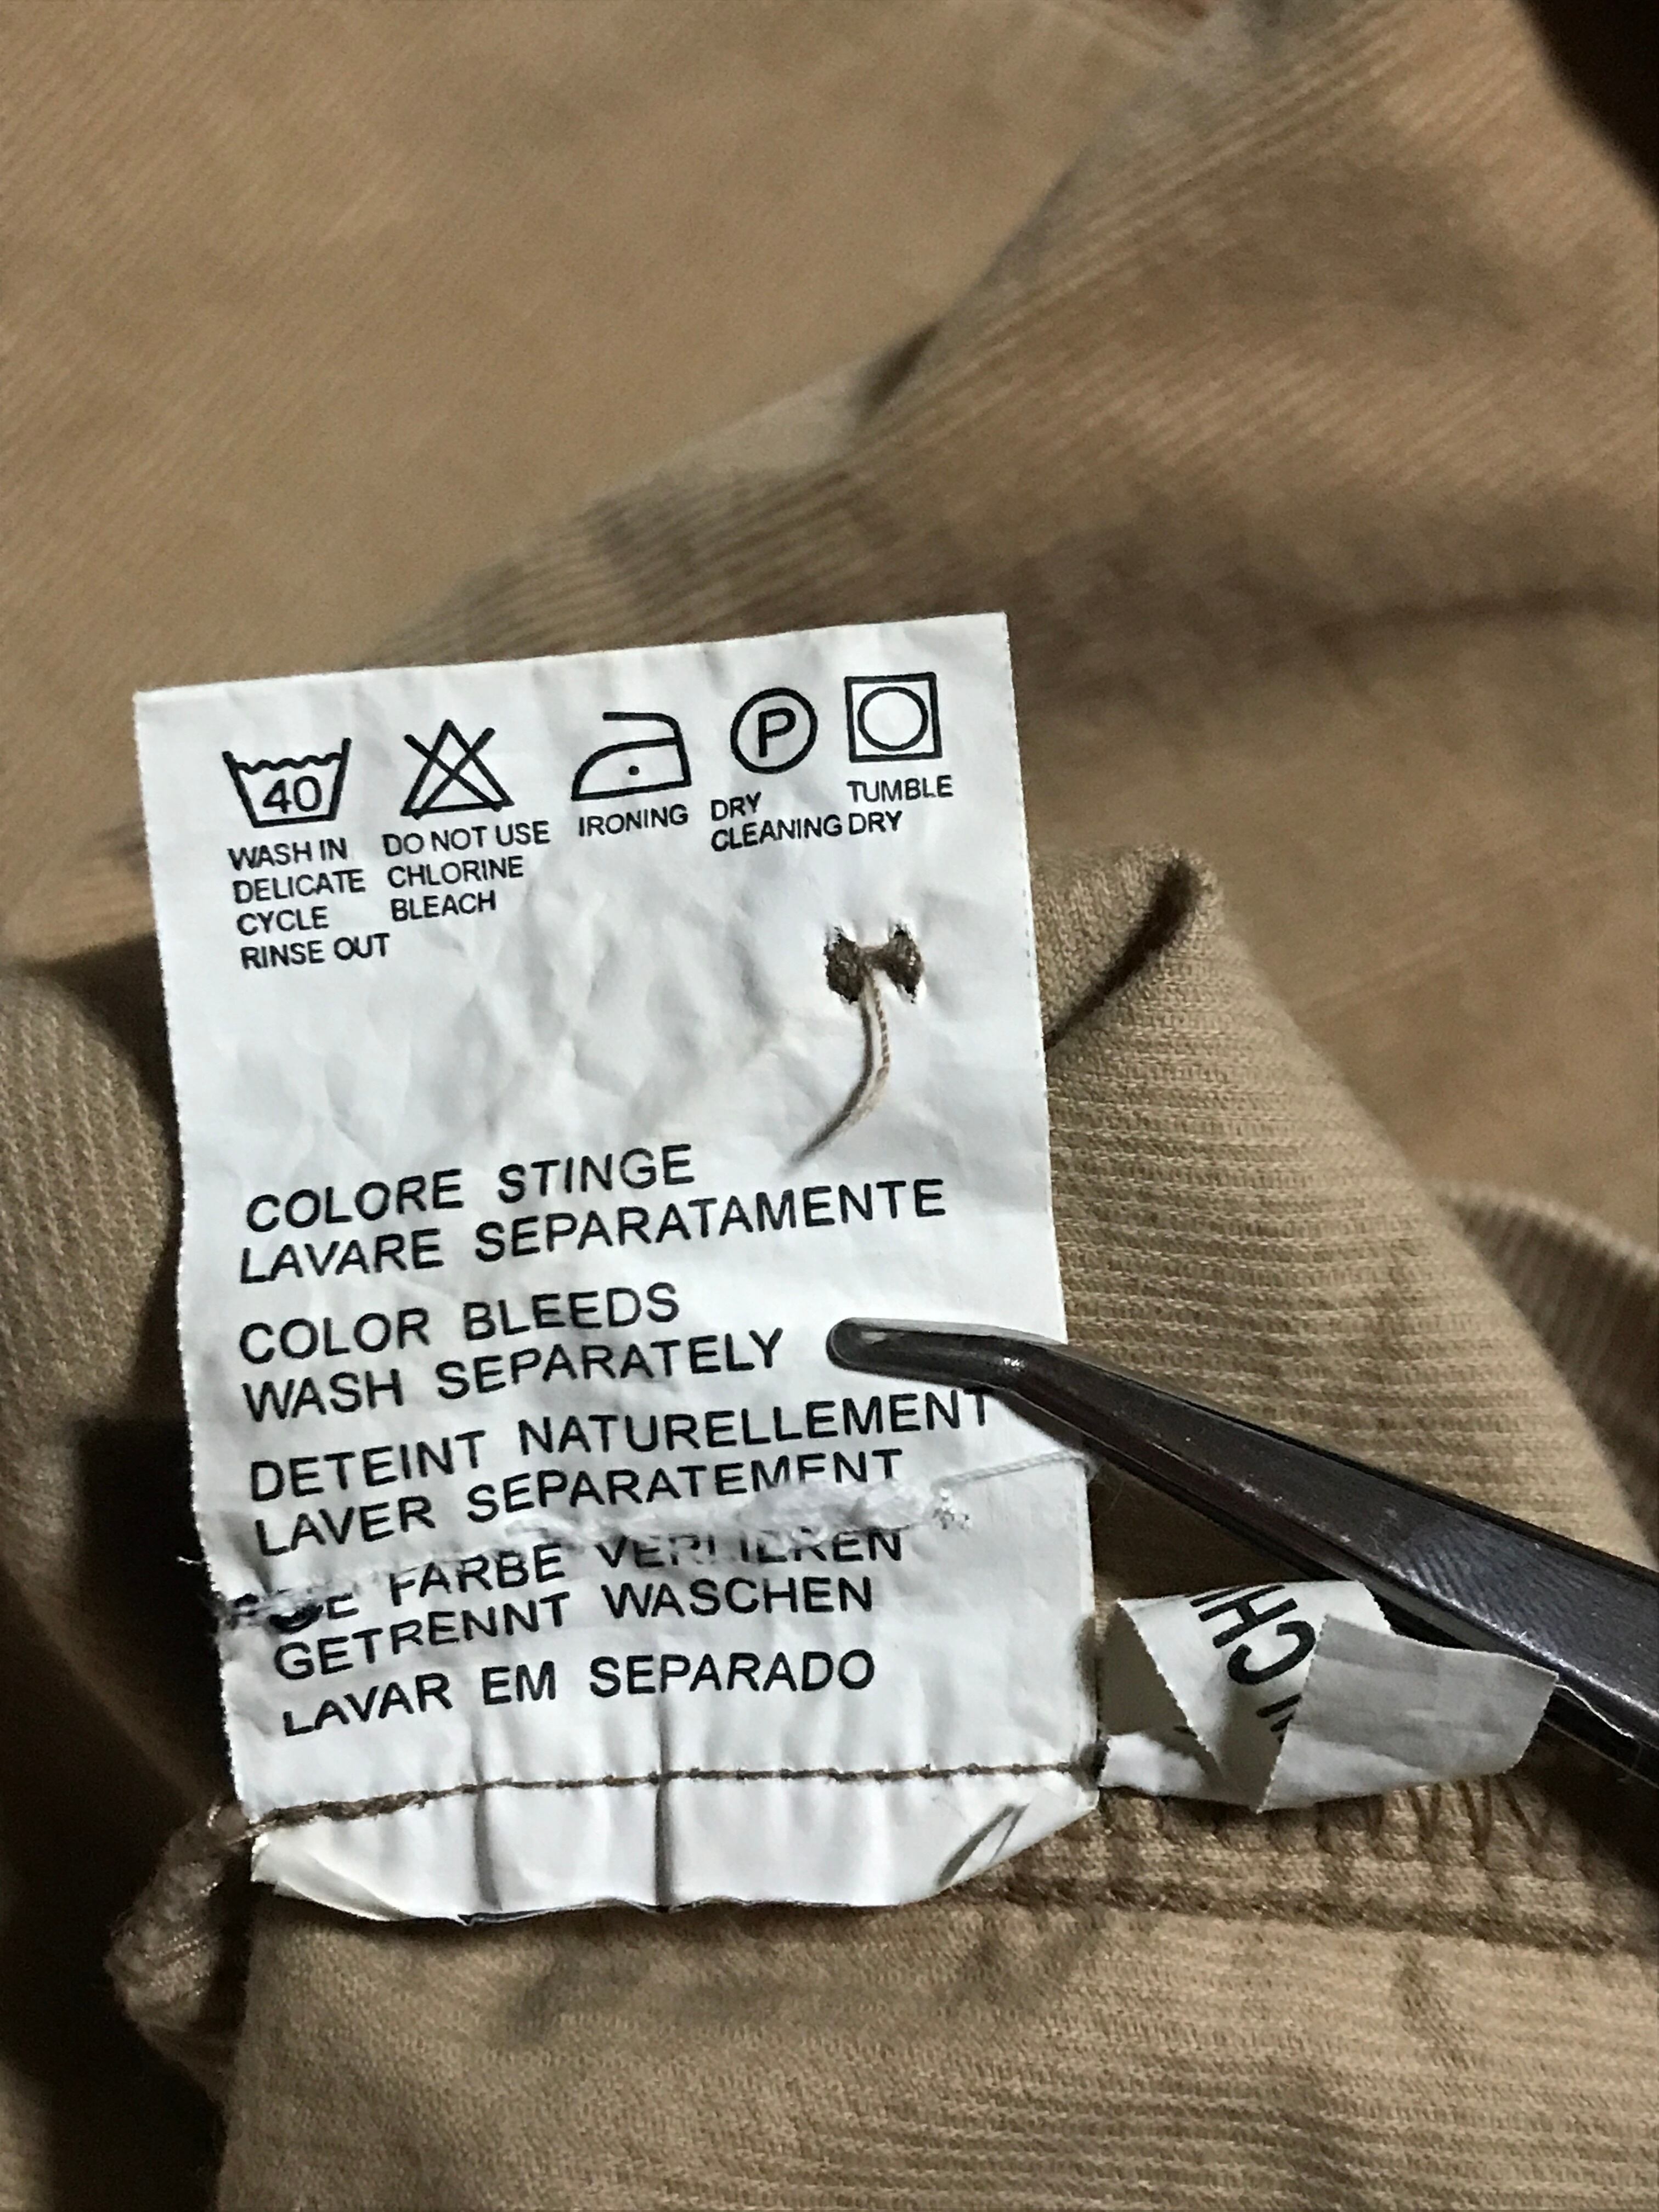 40
P
WASH IN
DELICATE
CYCLE
RINSE OUT
DO NOT USE
CHLORINE
BLEACH
IRONING
DRY
CLEANING
TUMBLE
DRY
COLORE STINGE
LAVARE SEPARATAMENTE
COLOR BLEEDS
WASH SEPARATELY
DETEINT NATURELLEMENT
LAVER SEPARATEMENT
FARBE VERLIEREN
GETRENNT WASCHEN
LAVAR EM SEPARADO